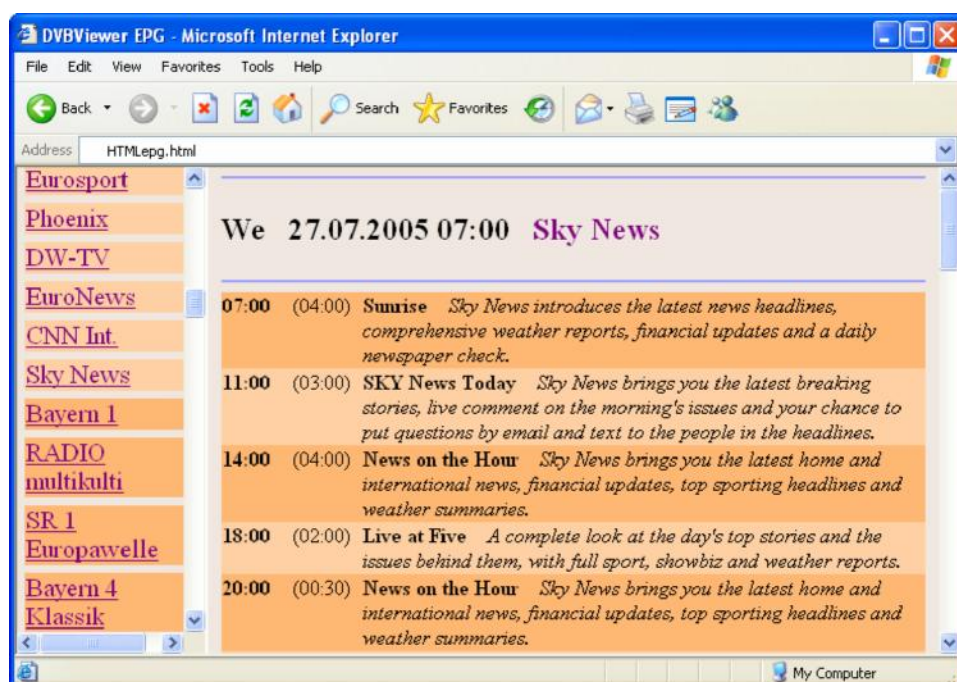 DVBViewer EPG - Microsoft Internet Explorer
File Edit View Favorites Tools Help
Back Search Favorites
Address HTMLepg.html
Eurosport
Phoenix
DW-TV
EuroNews
CNN Int.
Sky News
Bayern 1
RADIO
multikulti
SR 1
Europawelle
Bayern 4
Klassik
We 27.07.2005 07:00 Sky News
07:00 (04:00) Sunrise Sky News introduces the latest news headlines,
comprehensive weather reports, financial updates and a daily
newspaper check.
11:00 (03:00) SKY News Today Sky News brings you the latest breaking
stories, live comment on the morning's issues and your chance to
put questions by email and text to the people in the headlines.
14:00 (04:00) News on the Hour Sky News brings you the latest home and
international news, financial updates, top sporting headlines and
weather summaries.
18:00 (02:00) Live at Five A complete look at the day's top stories and the
issues behind them, with full sport, showbiz and weather reports.
20:00 (00:30) News on the Hour Sky News brings you the latest home and
international news, financial updates, top sporting headlines and
weather summaries.
My Computer